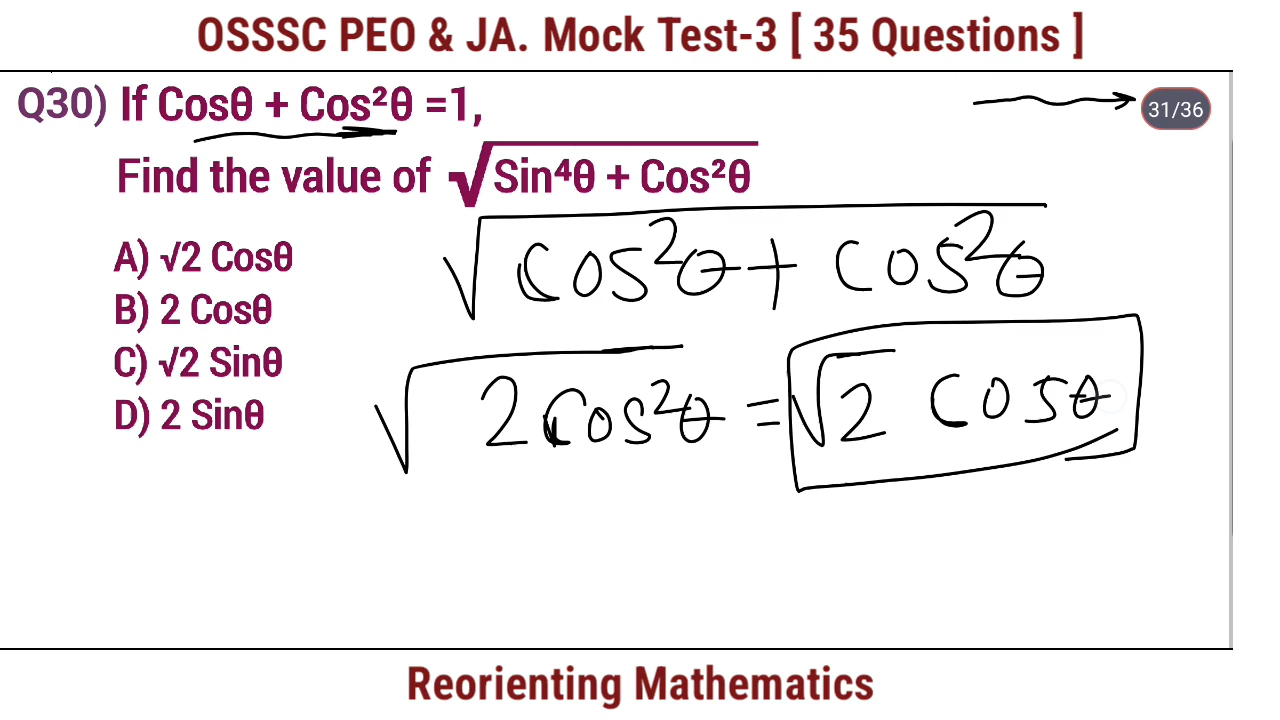 OSSSC PEO & JA. Mock Test-3 [ 35 Questions ]
Q30) If Cosθ + Cos²θ =1,
31/36
Find the value of √Sin⁴θ + Cos²θ
A) √2 Cosθ
B) 2 Cosθ
C) √2 Sinθ
D) 2 Sinθ
√cos²θ + cos²θ
√2cos²θ = √2 cosθ
Reorienting Mathematics